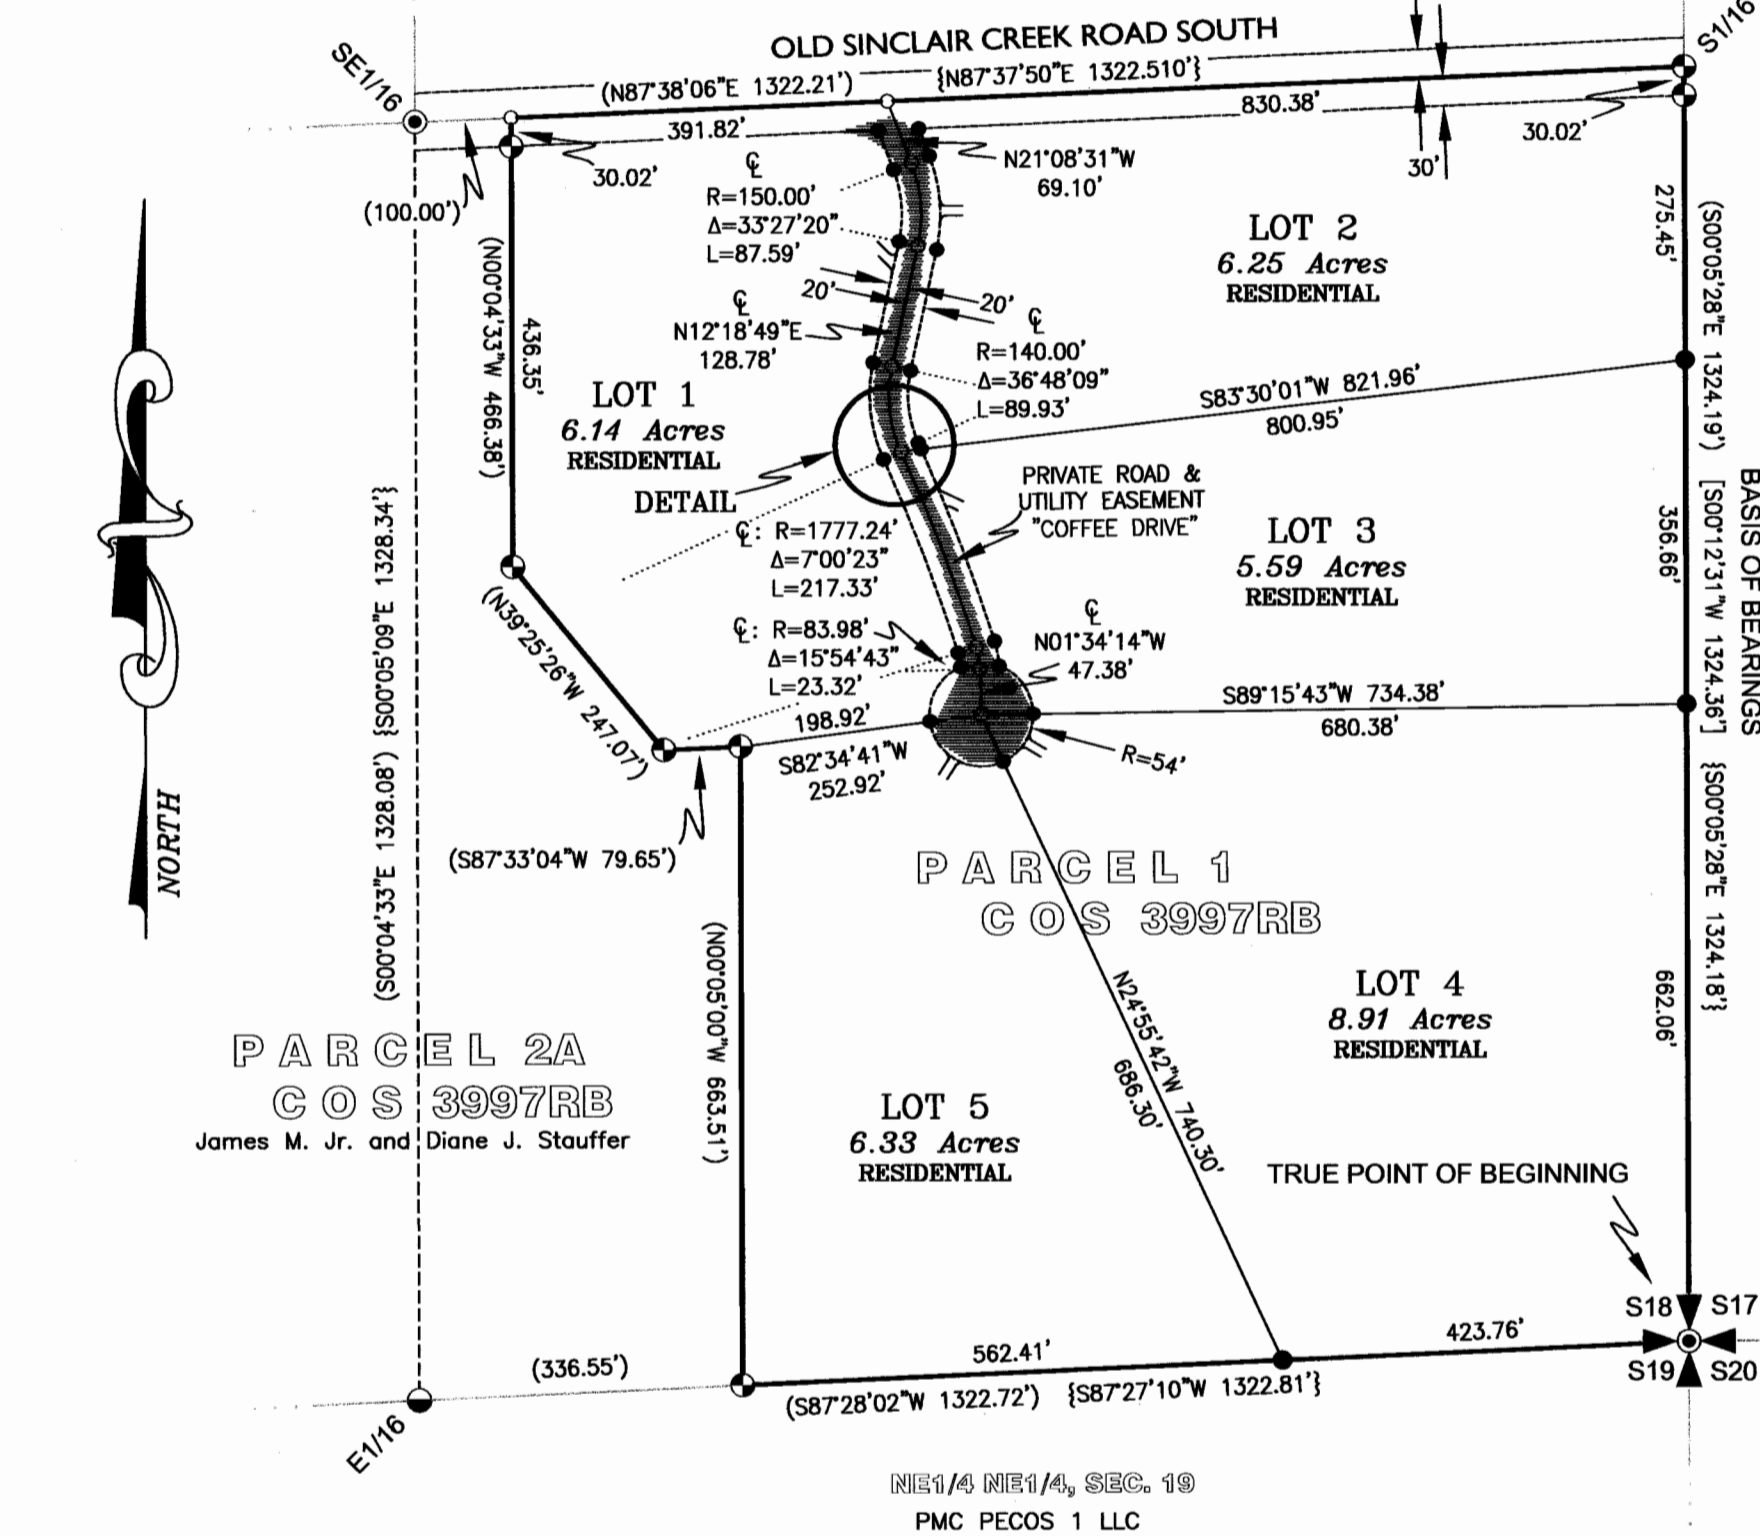 OLD SINCLAIR CREEK ROAD SOUTH
SE1/16
S1/16
(N87°38'06"E 1322.21')
{N87°37'50"E 1322.510'}
391.82'
830.38'
30.02'
30.02'
30'
(100.00')
℄
R=150.00'
Δ=33°27'20"
L=87.59'
N21°08'31"W
69.10'
LOT 2
6.25 Acres
RESIDENTIAL
275.45'
(S00°05'28"E 1324.19')
[S00°12'31"W 1324.36']
{S00°05'28"E 1324.18'}
BASIS OF BEARINGS
(N00°04'33"W 466.38')
436.35'
20'
20'
℄
N12°18'49"E
128.78'
℄
R=140.00'
Δ=36°48'09"
L=89.93'
S83°30'01"W 821.96'
800.95'
LOT 1
6.14 Acres
RESIDENTIAL
DETAIL
PRIVATE ROAD &
UTILITY EASEMENT
"COFFEE DRIVE"
LOT 3
5.59 Acres
RESIDENTIAL
356.66'
℄: R=1777.24'
Δ=7°00'23"
L=217.33'
℄: R=83.98'
Δ=15°54'43"
L=23.32'
℄
N01°34'14"W
47.38'
(N39°25'26"W 247.07')
(S00°04'33"E 1328.08') {S00°05'09"E 1328.34'}
198.92'
S82°34'41"W
252.92'
S89°15'43"W 734.38'
680.38'
R=54'
NORTH
(S87°33'04"W 79.65')
PARCEL 1
COS 3997RB
(N00°05'00"W 663.51')
N24°55'42"W 740.30'
686.30'
LOT 4
8.91 Acres
RESIDENTIAL
662.06'
PARCEL 2A
COS 3997RB
James M. Jr. and Diane J. Stauffer
LOT 5
6.33 Acres
RESIDENTIAL
TRUE POINT OF BEGINNING
S18 S17
S19 S20
423.76'
562.41'
(336.55')
(S87°28'02"W 1322.72') {S87°27'10"W 1322.81'}
E1/16
NE1/4 NE1/4, SEC. 19
PMC PECOS 1 LLC